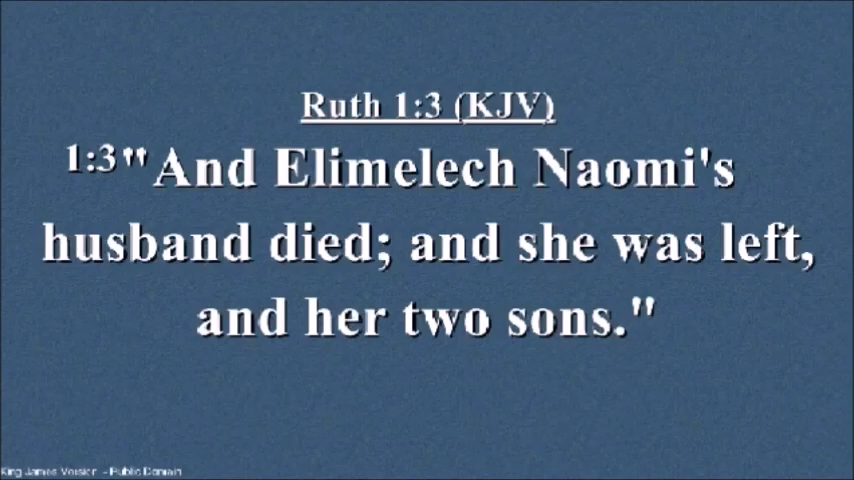 Ruth 1:3 (KJV)
1:3"And Elimelech Naomi's
husband died; and she was left,
and her two sons."
King James Version - Public Domain